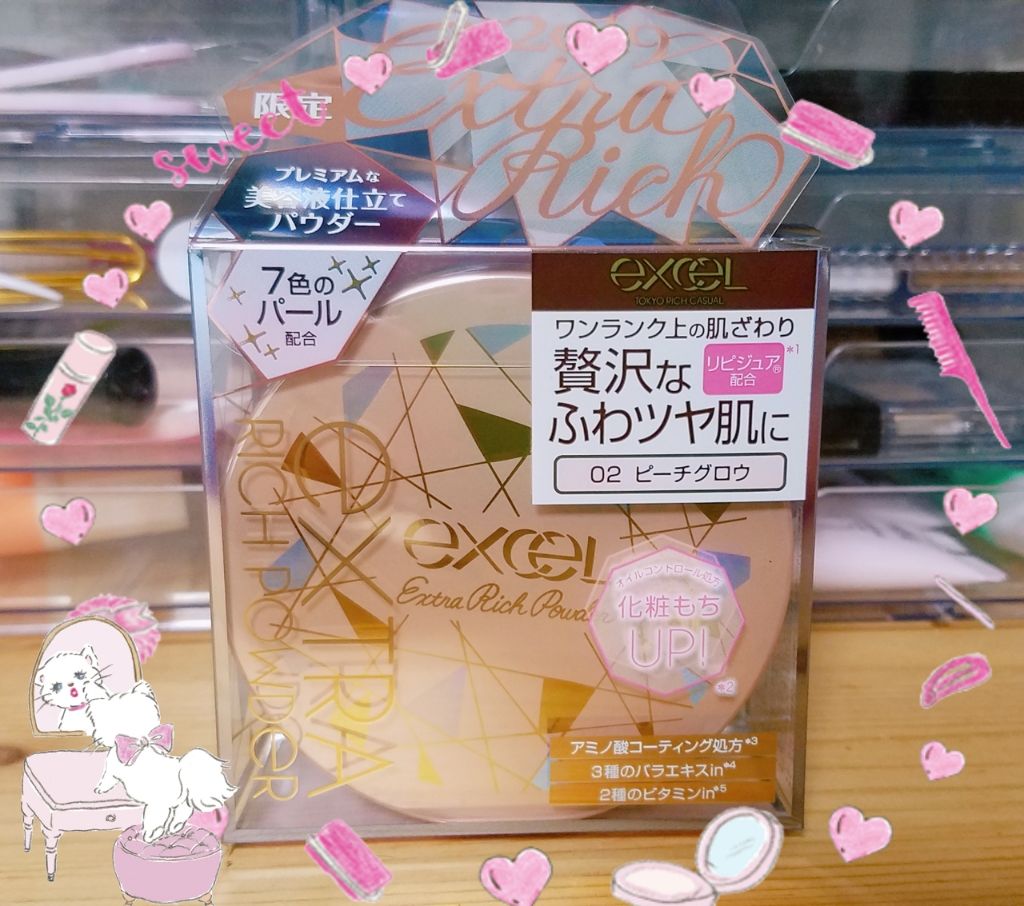 2022
Extra
Rich
限定
sweet
プレミアムな
美容液仕立て
パウダー
7色の
パール
配合
excel
TOKYO RICH CASUAL
ワンランク上の肌ざわり
贅沢な
リピジュア®
配合
*1
ふわツヤ肌に
02 ピーチグロウ
EXTRA
RICH POWDER
excel
Extra Rich Powder
オイルコントロール処方
化粧もち
UP!
*2
アミノ酸コーティング処方*3
3種のバラエキスin*4
2種のビタミンin*5